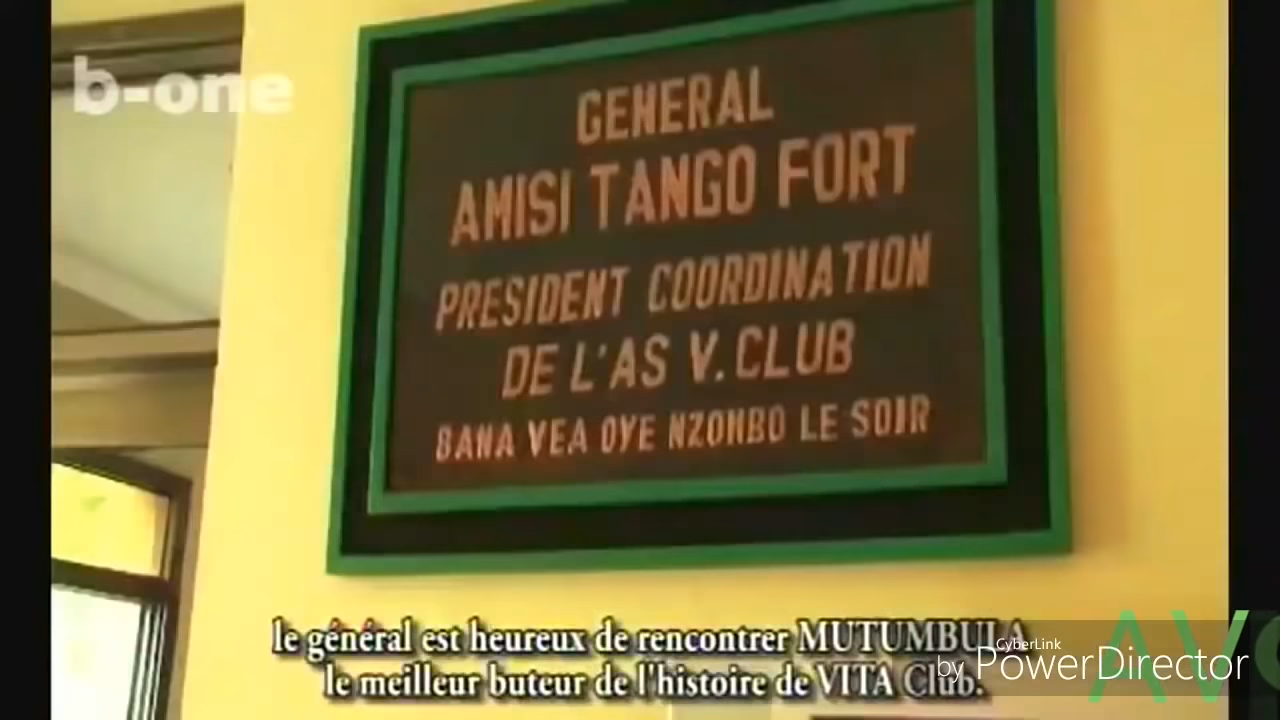 b-one
GENERAL
AMISI TANGO FORT
PRESIDENT COORDINATION
DE L'AS V.CLUB
BANA VEA OYE NZOMBO LE SOIR
le général est heureux de rencontrer MUTUMBULA
le meilleur buteur de l'histoire de VITA Club.
CyberLink
by PowerDirector